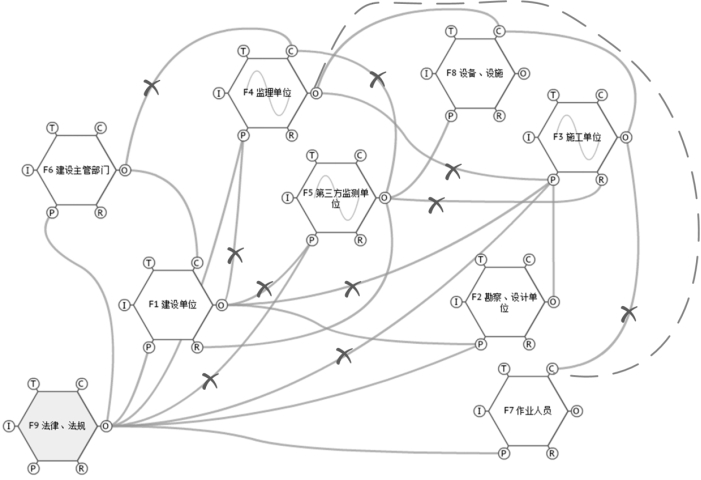 T
C
I
F4 监理单位
O
P
R
T
C
I
F8 设备、设施
O
P
R
T
C
I
F3 施工单位
O
P
R
T
C
I
F6 建设主管部门
O
P
R
T
C
I
F5 第三方监测单
位
O
P
R
T
C
I
F1 建设单位
O
P
R
T
C
I
F2 勘察、设计单
位
O
P
R
T
C
I
F9 法律、法规
O
P
R
T
C
I
F7 作业人员
O
P
R